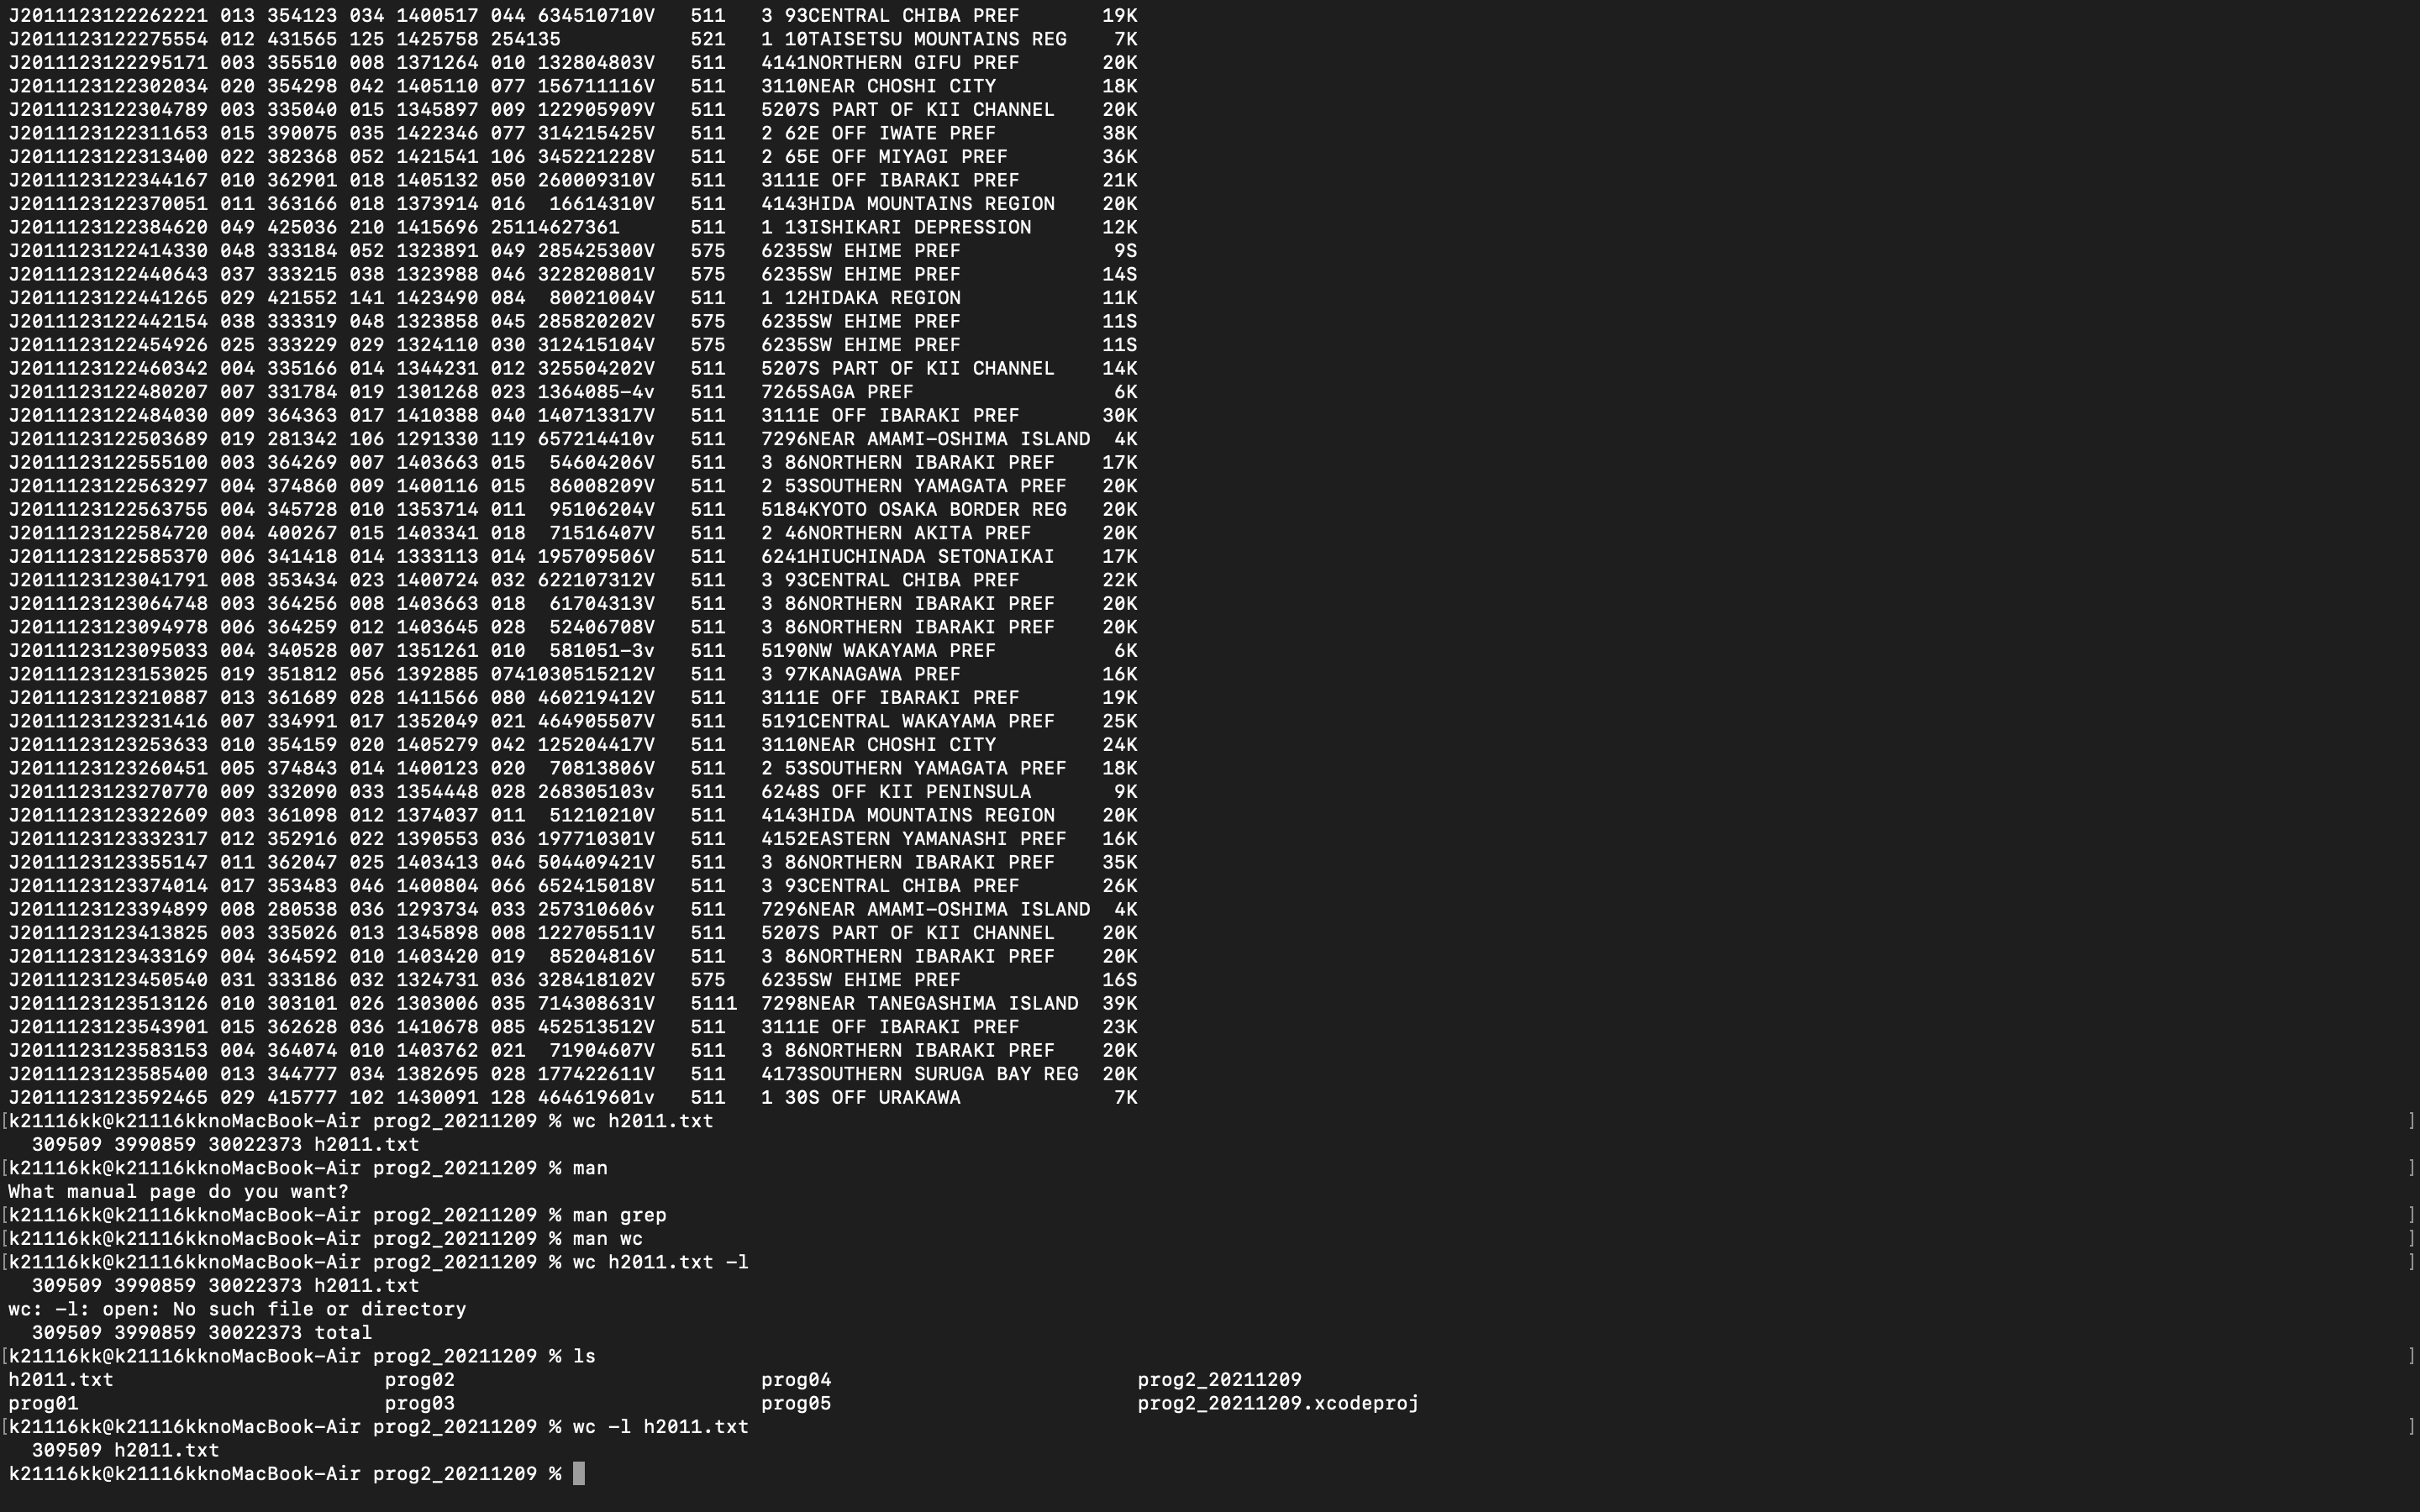 J2011123122262221 013 354123 034 1400517 044 634510710V   511   3 93CENTRAL CHIBA PREF       19K
J2011123122275554 012 431565 125 1425758 254135           521   1 10TAISETSU MOUNTAINS REG    7K
J2011123122295171 003 355510 008 1371264 010 132804803V   511   4141NORTHERN GIFU PREF       20K
J2011123122302034 020 354298 042 1405110 077 156711116V   511   3110NEAR CHOSHI CITY         18K
J2011123122304789 003 335040 015 1345897 009 122905909V   511   5207S PART OF KII CHANNEL    20K
J2011123122311653 015 390075 035 1422346 077 314215425V   511   2 62E OFF IWATE PREF         38K
J2011123122313400 022 382368 052 1421541 106 345221228V   511   2 65E OFF MIYAGI PREF        36K
J2011123122344167 010 362901 018 1405132 050 260009310V   511   3111E OFF IBARAKI PREF       21K
J2011123122370051 011 363166 018 1373914 016  16614310V   511   4143HIDA MOUNTAINS REGION    20K
J2011123122384620 049 425036 210 1415696 25114627361      511   1 13ISHIKARI DEPRESSION      12K
J2011123122414330 048 333184 052 1323891 049 285425300V   575   6235SW EHIME PREF             9S
J2011123122440643 037 333215 038 1323988 046 322820801V   575   6235SW EHIME PREF            14S
J2011123122441265 029 421552 141 1423490 084  80021004V   511   1 12HIDAKA REGION            11K
J2011123122442154 038 333319 048 1323858 045 285820202V   575   6235SW EHIME PREF            11S
J2011123122454926 025 333229 029 1324110 030 312415104V   575   6235SW EHIME PREF            11S
J2011123122460342 004 335166 014 1344231 012 325504202V   511   5207S PART OF KII CHANNEL    14K
J2011123122480207 007 331784 019 1301268 023 1364085-4v   511   7265SAGA PREF                 6K
J2011123122484030 009 364363 017 1410388 040 140713317V   511   3111E OFF IBARAKI PREF       30K
J2011123122503689 019 281342 106 1291330 119 657214410v   511   7296NEAR AMAMI-OSHIMA ISLAND  4K
J2011123122555100 003 364269 007 1403663 015  54604206V   511   3 86NORTHERN IBARAKI PREF    17K
J2011123122563297 004 374860 009 1400116 015  86008209V   511   2 53SOUTHERN YAMAGATA PREF   20K
J2011123122563755 004 345728 010 1353714 011  95106204V   511   5184KYOTO OSAKA BORDER REG   20K
J2011123122584720 004 400267 015 1403341 018  71516407V   511   2 46NORTHERN AKITA PREF      20K
J2011123122585370 006 341418 014 1333113 014 195709506V   511   6241HIUCHINADA SETONAIKAI    17K
J2011123123041791 008 353434 023 1400724 032 622107312V   511   3 93CENTRAL CHIBA PREF       22K
J2011123123064748 003 364256 008 1403663 018  61704313V   511   3 86NORTHERN IBARAKI PREF    20K
J2011123123094978 006 364259 012 1403645 028  52406708V   511   3 86NORTHERN IBARAKI PREF    20K
J2011123123095033 004 340528 007 1351261 010  581051-3v   511   5190NW WAKAYAMA PREF          6K
J2011123123153025 019 351812 056 1392885 0741030515212V   511   3 97KANAGAWA PREF            16K
J2011123123210887 013 361689 028 1411566 080 460219412V   511   3111E OFF IBARAKI PREF       19K
J2011123123231416 007 334991 017 1352049 021 464905507V   511   5191CENTRAL WAKAYAMA PREF    25K
J2011123123253633 010 354159 020 1405279 042 125204417V   511   3110NEAR CHOSHI CITY         24K
J2011123123260451 005 374843 014 1400123 020  70813806V   511   2 53SOUTHERN YAMAGATA PREF   18K
J2011123123270770 009 332090 033 1354448 028 268305103v   511   6248S OFF KII PENINSULA       9K
J2011123123322609 003 361098 012 1374037 011  51210210V   511   4143HIDA MOUNTAINS REGION    20K
J2011123123332317 012 352916 022 1390553 036 197710301V   511   4152EASTERN YAMANASHI PREF   16K
J2011123123355147 011 362047 025 1403413 046 504409421V   511   3 86NORTHERN IBARAKI PREF    35K
J2011123123374014 017 353483 046 1400804 066 652415018V   511   3 93CENTRAL CHIBA PREF       26K
J2011123123394899 008 280538 036 1293734 033 257310606v   511   7296NEAR AMAMI-OSHIMA ISLAND  4K
J2011123123413825 003 335026 013 1345898 008 122705511V   511   5207S PART OF KII CHANNEL    20K
J2011123123433169 004 364592 010 1403420 019  85204816V   511   3 86NORTHERN IBARAKI PREF    20K
J2011123123450540 031 333186 032 1324731 036 328418102V   575   6235SW EHIME PREF            16S
J2011123123513126 010 303101 026 1303006 035 714308631V   5111  7298NEAR TANEGASHIMA ISLAND  39K
J2011123123543901 015 362628 036 1410678 085 452513512V   511   3111E OFF IBARAKI PREF       23K
J2011123123583153 004 364074 010 1403762 021  71904607V   511   3 86NORTHERN IBARAKI PREF    20K
J2011123123585400 013 344777 034 1382695 028 177422611V   511   4173SOUTHERN SURUGA BAY REG  20K
J2011123123592465 029 415777 102 1430091 128 464619601v   511   1 30S OFF URAKAWA             7K
[k21116kk@k21116kknoMacBook-Air prog2_20211209 % wc h2011.txt ]
  309509 3990859 30022373 h2011.txt
[k21116kk@k21116kknoMacBook-Air prog2_20211209 % man ]
What manual page do you want?
[k21116kk@k21116kknoMacBook-Air prog2_20211209 % man grep ]
[k21116kk@k21116kknoMacBook-Air prog2_20211209 % man wc ]
[k21116kk@k21116kknoMacBook-Air prog2_20211209 % wc h2011.txt -l ]
  309509 3990859 30022373 h2011.txt
wc: -l: open: No such file or directory
  309509 3990859 30022373 total
[k21116kk@k21116kknoMacBook-Air prog2_20211209 % ls ]
h2011.txt                       prog02                          prog04                          prog2_20211209
prog01                          prog03                          prog05                          prog2_20211209.xcodeproj
[k21116kk@k21116kknoMacBook-Air prog2_20211209 % wc -l h2011.txt ]
  309509 h2011.txt
k21116kk@k21116kknoMacBook-Air prog2_20211209 %